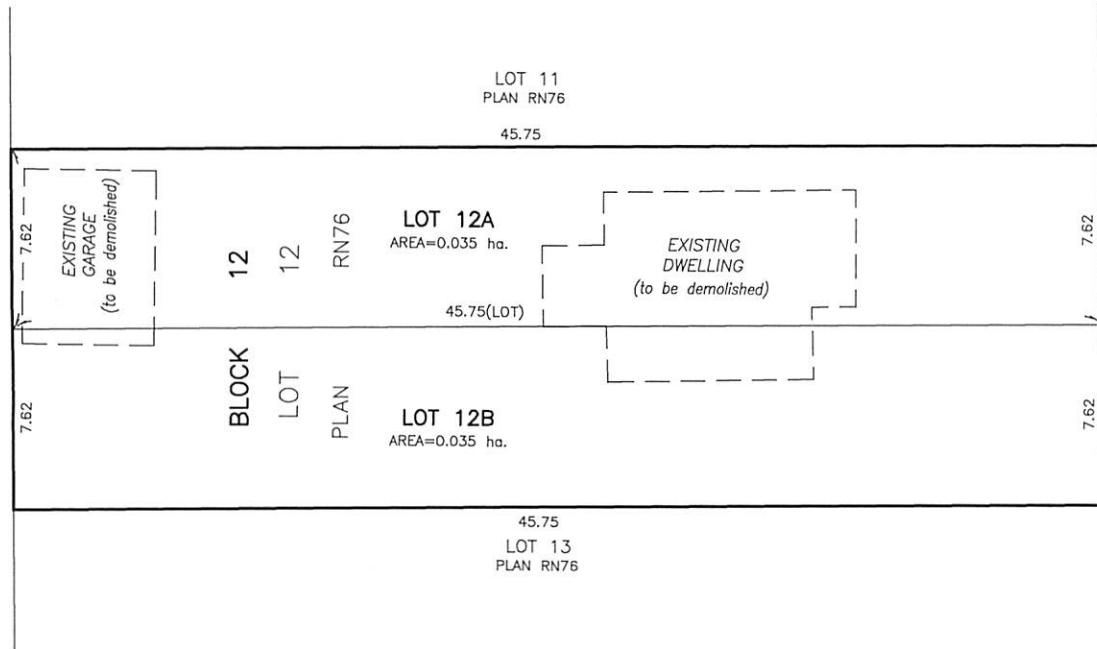 LOT 11
PLAN RN76
45.75
7.62
EXISTING
GARAGE
(to be demolished)
BLOCK 12
LOT 12
PLAN RN76
LOT 12A
AREA=0.035 ha.
EXISTING
DWELLING
(to be demolished)
7.62
45.75(LOT)
7.62
LOT 12B
AREA=0.035 ha.
7.62
45.75
LOT 13
PLAN RN76